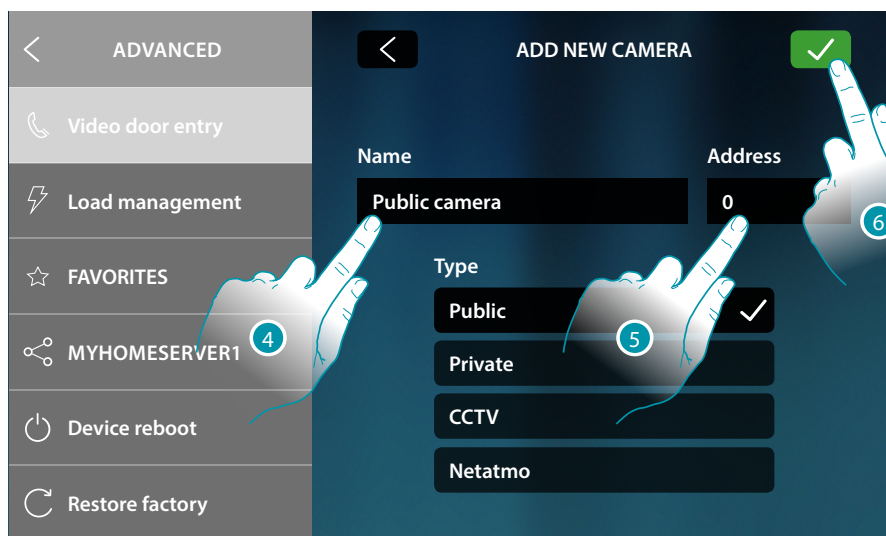 ADVANCED
Video door entry
Load management
FAVORITES
MYHOMESERVER1
Device reboot
Restore factory
ADD NEW CAMERA
Name
Address
Public camera
0
Type
Public
Private
CCTV
Netatmo
4
5
6